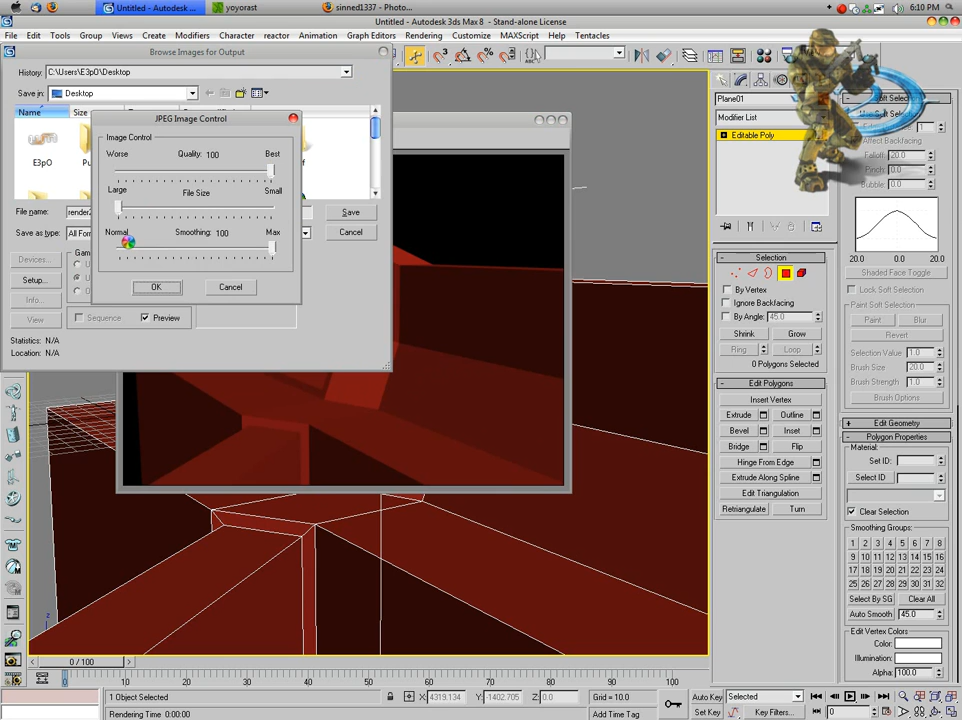 Untitled - Autodesk ...
yoyorast
sinned1337 - Photo...
6:10 PM
Untitled - Autodesk 3ds Max 8 - Stand-alone License
File Edit Tools Group Views Create Modifiers Character reactor Animation Graph Editors Rendering Customize MAXScript Help Tentacles
Browse Images for Output
History: C:\Users\E3pO\Desktop
Save in: Desktop
Name Size
E3pO
JPEG Image Control
Image Control
Worse Quality: 100 Best
Large File Size Small
Normal Smoothing: 100 Max
OK Cancel
File name:
Save
Save as type: All Form
Cancel
Devices...
Setup...
Info...
View
Sequence Preview
Statistics: N/A
Location: N/A
Plane01
Modifier List
Editable Poly
Selection
By Vertex
Ignore Backfacing
By Angle: 45.0
Shrink Grow
Ring Loop
0 Polygons Selected
Edit Polygons
Insert Vertex
Extrude Outline
Bevel Inset
Bridge Flip
Hinge From Edge
Extrude Along Spline
Edit Triangulation
Retriangulate Turn
Soft Selec
Use Soft Selec
Affect Backfacing
Falloff: 20.0
Pinch: 0.0
Bubble: 0.0
20.0 20.0
Shaded Face Toggle
Lock Soft Selection
Paint Soft Selection
Paint Blur
Revert
Selection Value 1.0
Brush Size 20.0
Brush Strength 1.0
Brush Options
Edit Geometry
Polygon Properties
Material:
Set ID:
Select ID
Clear Selection
Smoothing Groups:
1 2 3 4 5 6 7 8
9 10 11 12 13 14 15 16
17 18 19 20 21 22 23 24
25 26 27 28 29 30 31 32
Select By SG Clear All
Auto Smooth 45.0
Edit Vertex Colors
Color:
Illumination:
Alpha: 100.0
z
0 / 100
0 10 20 30 40 50 60 70 80 90 100
1 Object Selected X: 4319.134 Y: -1402.705 Z: 0.0 Grid = 10.0 Auto Key Selected
Rendering Time 0:00:00 Add Time Tag Set Key Key Filters... 0